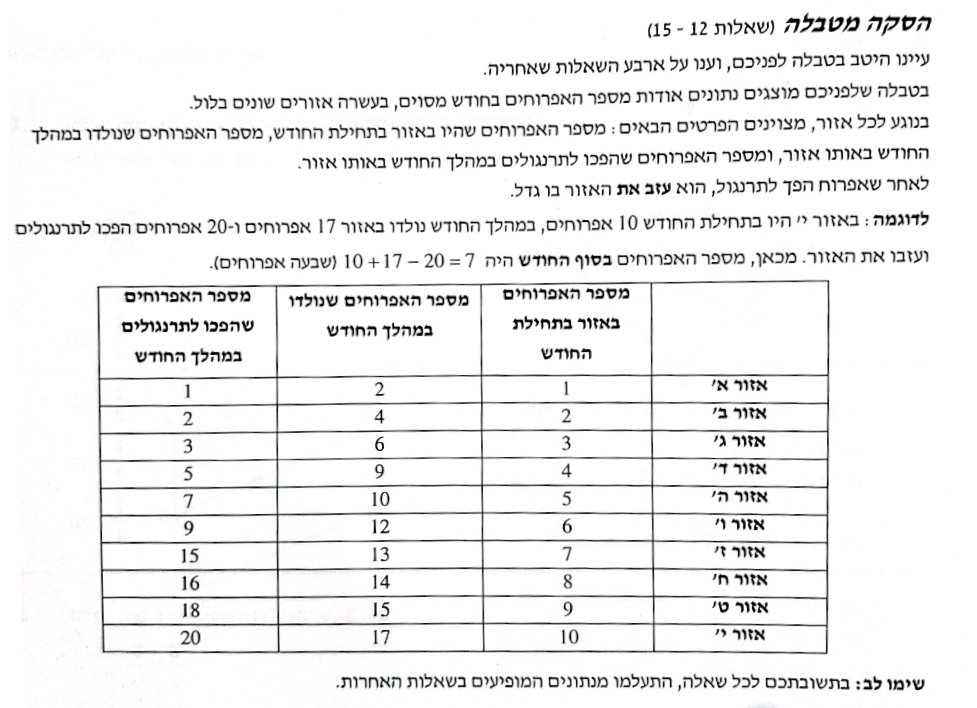 הסקה מטבלה (שאלות 12 - 15)
עיינו היטב בטבלה לפניכם, וענו על ארבע השאלות שאחריה.
בטבלה שלפניכם מוצגים נתונים אודות מספר האפרוחים בחודש מסוים, בעשרה אזורים שונים בלול.
בנוגע לכל אזור, מצוינים הפרטים הבאים: מספר האפרוחים שהיו באזור בתחילת החודש, מספר האפרוחים שנולדו במהלך
החודש באותו אזור, ומספר האפרוחים שהפכו לתרנגולים במהלך החודש באותו אזור.
לאחר שאפרוח הפך לתרנגול, הוא עזב את האזור בו גדל.
לדוגמה: באזור י' היו בתחילת החודש 10 אפרוחים, במהלך החודש נולדו באזור 17 אפרוחים ו-20 אפרוחים הפכו לתרנגולים
ועזבו את האזור. מכאן, מספר האפרוחים בסוף החודש היה 10 + 17 − 20 = 7 (שבעה אפרוחים).
מספר האפרוחים באזור בתחילת החודש | מספר האפרוחים שנולדו במהלך החודש | מספר האפרוחים שהפכו לתרנגולים במהלך החודש
אזור א' | 1 | 2 | 1
אזור ב' | 2 | 4 | 2
אזור ג' | 3 | 6 | 3
אזור ד' | 4 | 9 | 5
אזור ה' | 5 | 10 | 7
אזור ו' | 6 | 12 | 9
אזור ז' | 7 | 13 | 15
אזור ח' | 8 | 14 | 16
אזור ט' | 9 | 15 | 18
אזור י' | 10 | 17 | 20
שימו לב: בתשובתכם לכל שאלה, התעלמו מנתונים המופיעים בשאלות האחרות.